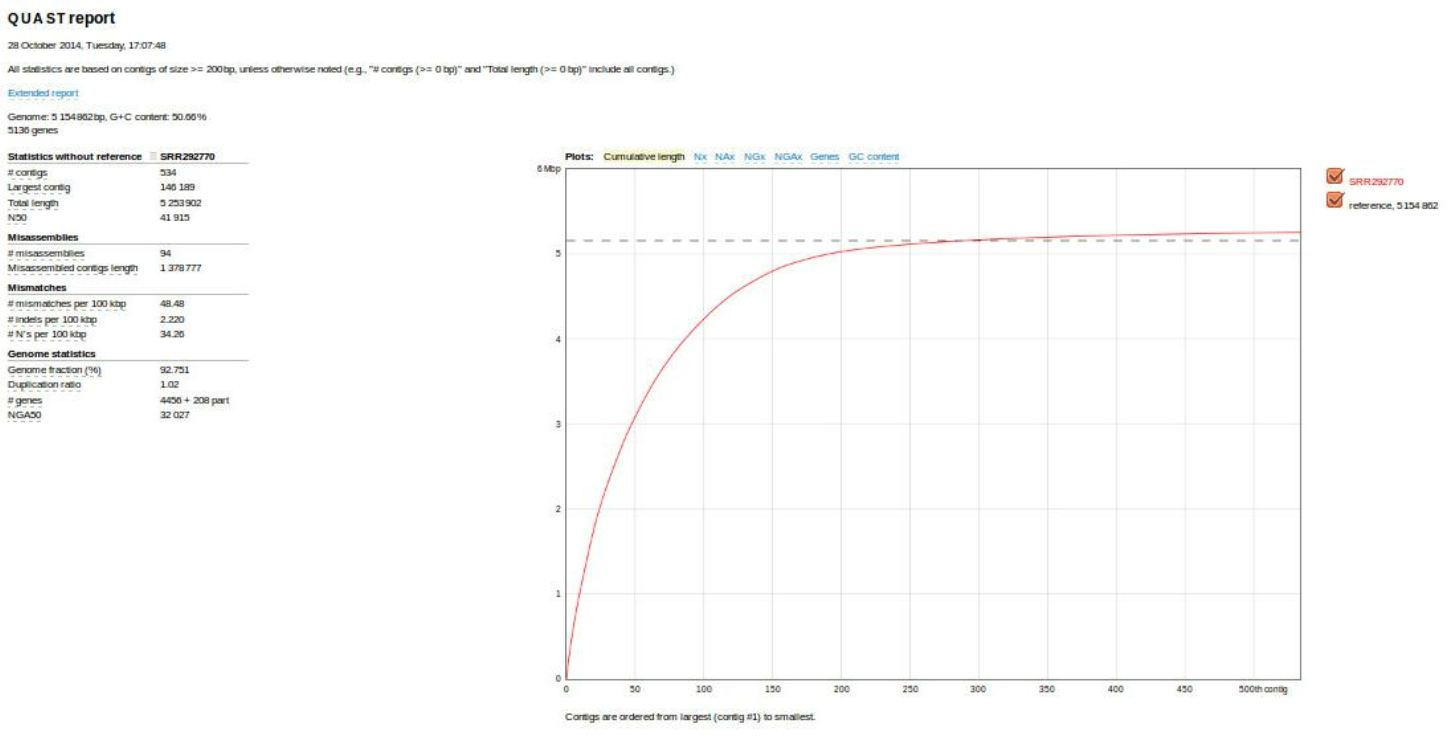 QUAST report
28 October 2014, Tuesday, 17:07:48
All statistics are based on contigs of size >= 200bp, unless otherwise noted (e.g., "# contigs (>= 0 bp)" and "Total length (>= 0 bp)" include all contigs.)
Extended report
Genome: 5 154862bp, G+C content: 50.66%
5136 genes
Statistics without reference SRR292770
# contigs 534
Largest contig 146 189
Total length 5 253902
N50 41 915
Misassemblies
# misassemblies 94
Misassembled contigs length 1 378777
Mismatches
# mismatches per 100 kbp 48.48
# indels per 100 kbp 2.220
# N's per 100 kbp 34.26
Genome statistics
Genome fraction (%) 92.751
Duplication ratio 1.02
# genes 4456 + 208 part
NGA50 32 027
Plots: Cumulative length Nx NAx NGx NGAx Genes GC content
6 Mbp
5
4
3
2
1
0
0 50 100 150 200 250 300 350 400 450 500th contig
Contigs are ordered from largest (contig #1) to smallest.
SRR292770
reference, 5 154 862